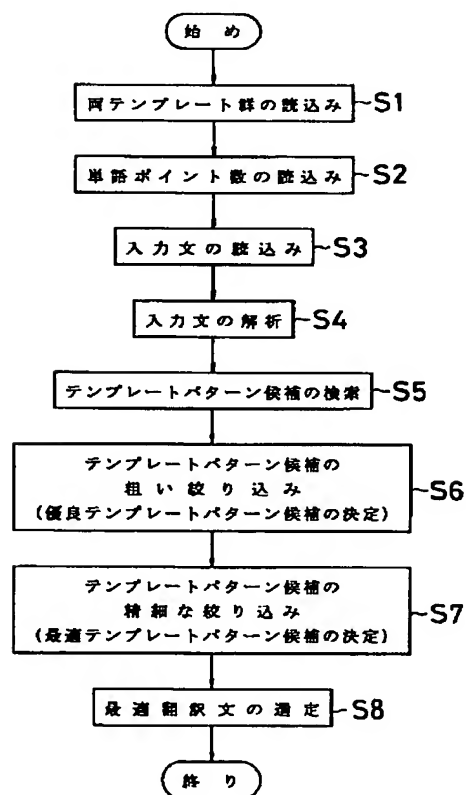 始め
両テンプレート群の読込み S1
単語ポイント数の読込み S2
入力文の読込み S3
入力文の解析 S4
テンプレートパターン候補の検索 S5
テンプレートパターン候補の
粗い絞り込み S6
(優良テンプレートパターン候補の決定)
テンプレートパターン候補の
精細な絞り込み S7
(最適テンプレートパターン候補の決定)
最適翻訳文の選定 S8
終り